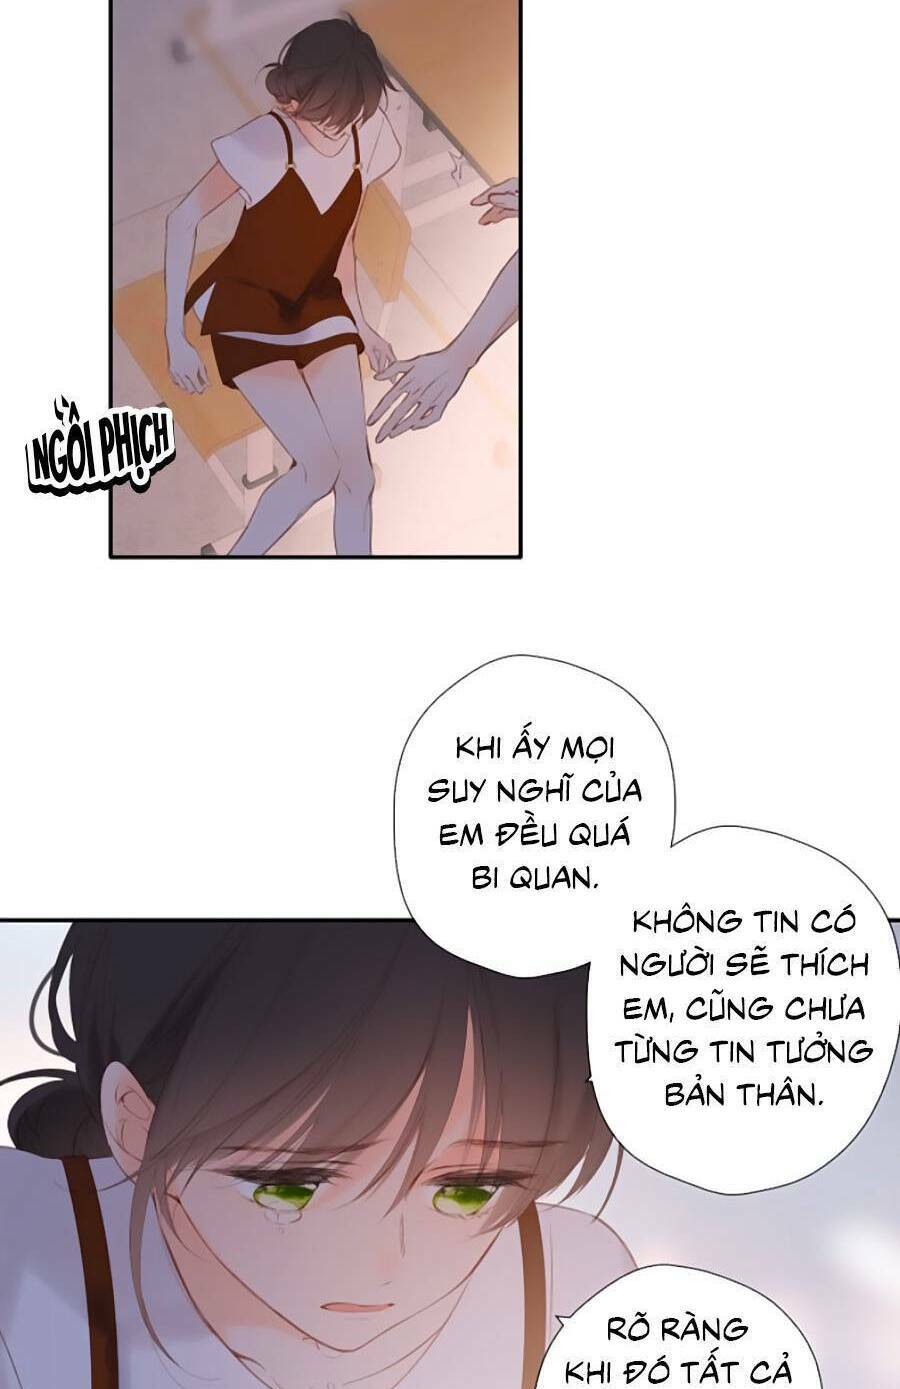 NGỒI PHỊCH
KHI ẤY MỌI
SUY NGHĨ CỦA
EM ĐỀU QUÁ
BI QUAN.
KHÔNG TIN CÓ
NGƯỜI SẼ THÍCH
EM, CŨNG CHƯA
TỪNG TIN TƯỞNG
BẢN THÂN.
RÕ RÀNG
KHI ĐÓ TẤT CẢ